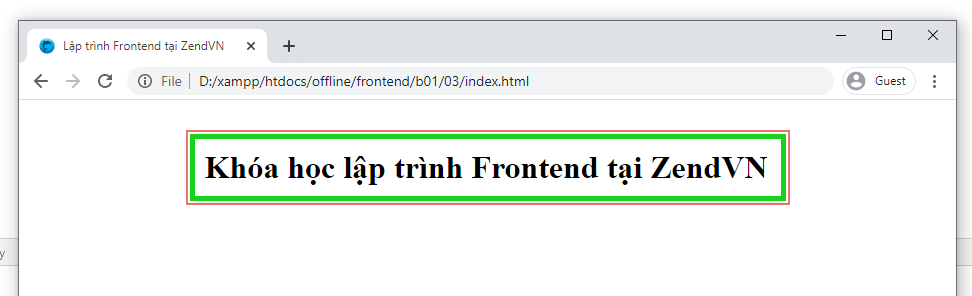 Lập trình Frontend tại ZendVN
File
D:/xampp/htdocs/offline/frontend/b01/03/index.html
Guest
Khóa học lập trình Frontend tại ZendVN
y